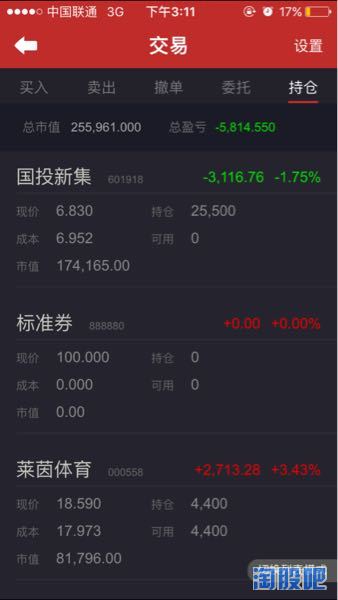 中国联通 3G 下午3:11 17%
交易 设置
买入 卖出 撤单 委托 持仓
总市值 255,961.000 总盈亏 -5,814.550
国投新集 601918 -3,116.76 -1.75%
现价 6.830 持仓 25,500
成本 6.952 可用 0
市值 174,165.00
标准券 888880 +0.00 +0.00%
现价 100.000 持仓 0
成本 0.000 可用 0
市值 0.00
莱茵体育 000558 +2,713.28 +3.43%
现价 18.590 持仓 4,400
成本 17.973 可用 4,400
市值 81,796.00
淘股吧